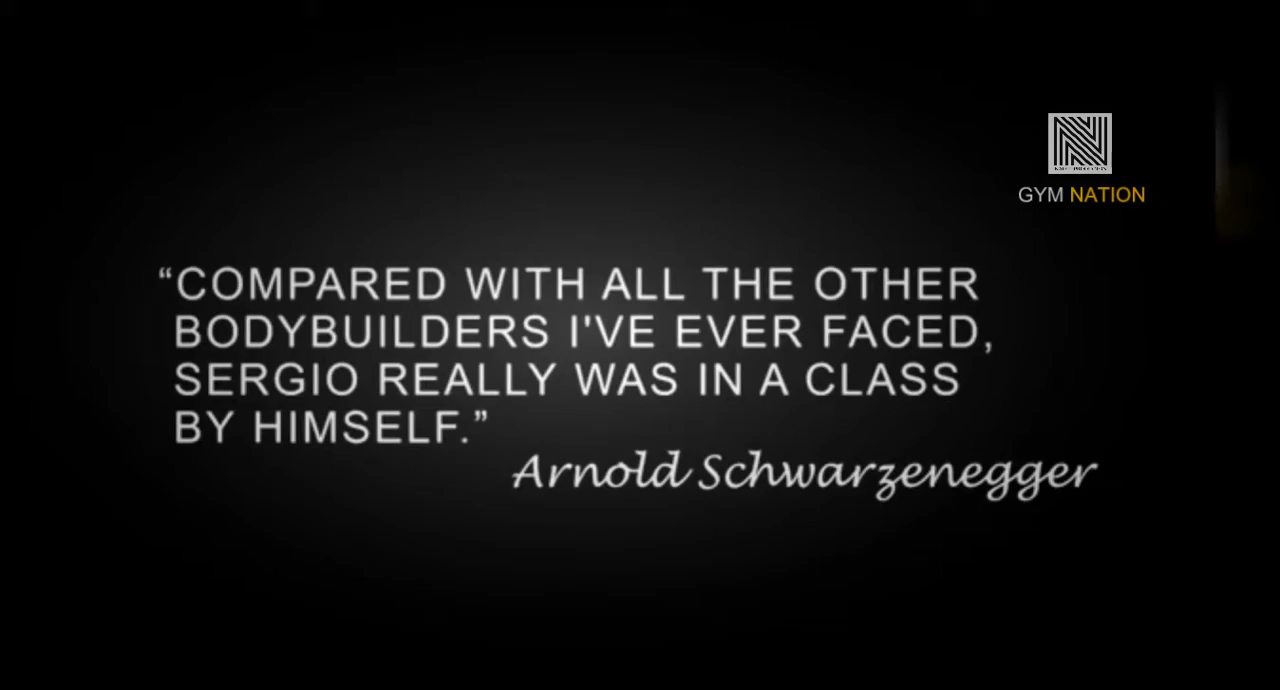 GYM NATION
“COMPARED WITH ALL THE OTHER
BODYBUILDERS I'VE EVER FACED,
SERGIO REALLY WAS IN A CLASS
BY HIMSELF.”
Arnold Schwarzenegger